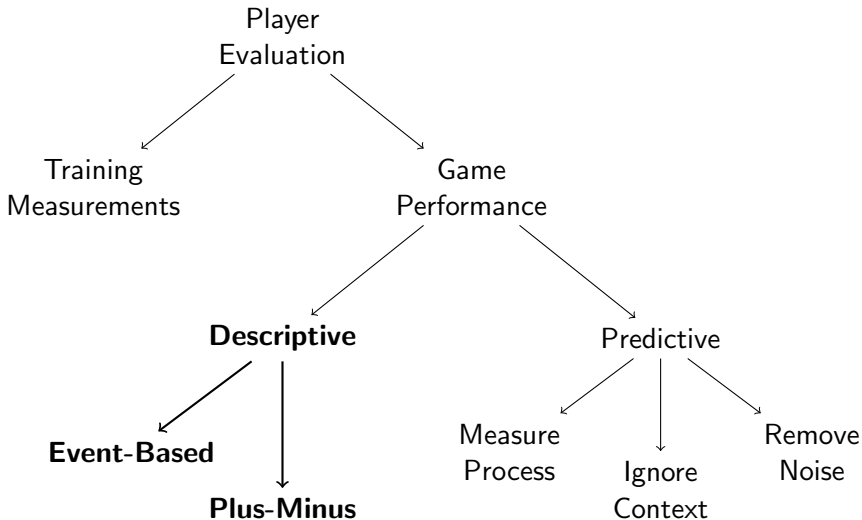 Player
Evaluation
Training
Measurements
Game
Performance
Descriptive
Predictive
Event-Based
Plus-Minus
Measure
Process
Ignore
Context
Remove
Noise